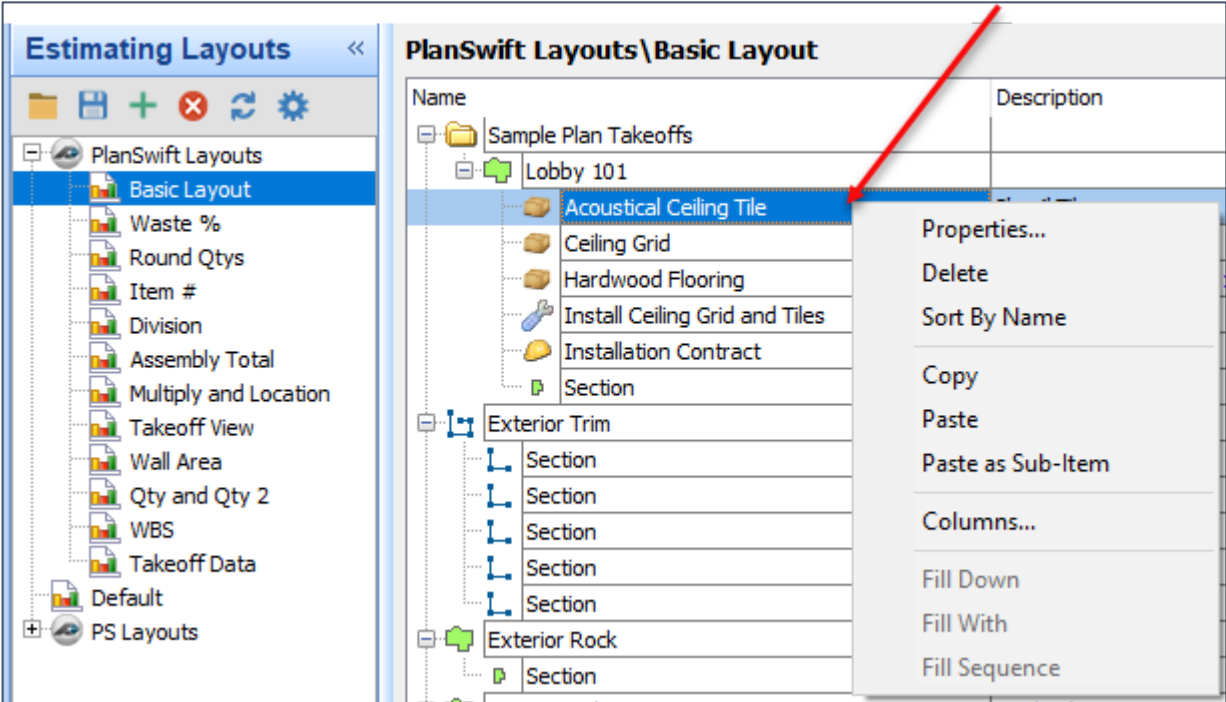 Estimating Layouts «
PlanSwift Layouts
Basic Layout
Waste %
Round Qtys
Item #
Division
Assembly Total
Multiply and Location
Takeoff View
Wall Area
Qty and Qty 2
WBS
Takeoff Data
Default
PS Layouts
PlanSwift Layouts\Basic Layout
Name Description
Sample Plan Takeoffs
Lobby 101
Acoustical Ceiling Tile
Ceiling Grid
Hardwood Flooring
Install Ceiling Grid and Tiles
Installation Contract
Section
Exterior Trim
Section
Section
Section
Section
Section
Exterior Rock
Section
Properties...
Delete
Sort By Name
Copy
Paste
Paste as Sub-Item
Columns...
Fill Down
Fill With
Fill Sequence